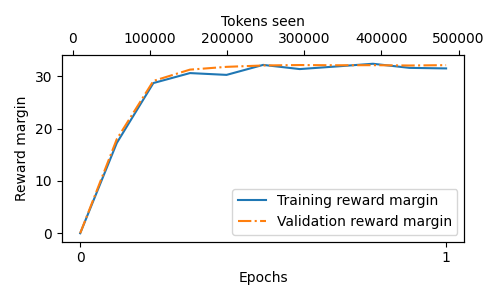 Tokens seen
0 100000 200000 300000 400000 500000
30
20
10
0
Reward margin
Training reward margin
Validation reward margin
0 1
Epochs